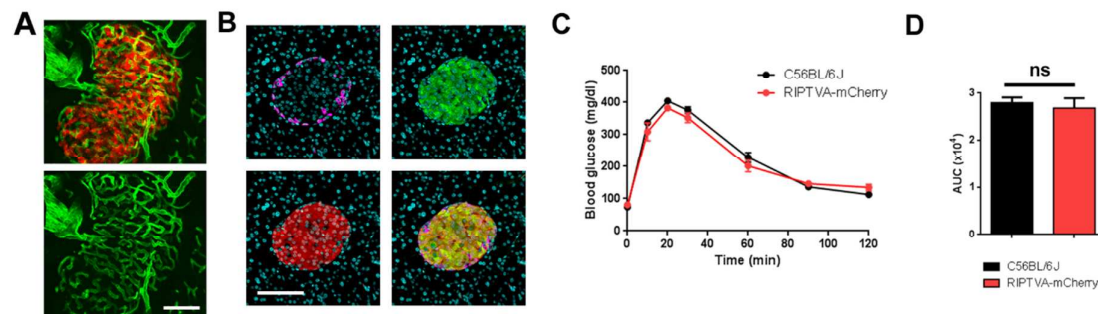 A
B
C
D
C56BL/6J
RIPTVA-mCherry
Blood glucose (mg/dl)
500
400
300
200
100
0
0 20 40 60 80 100 120
Time (min)
ns
AUC (x10⁴)
3
2
1
0
C56BL/6J
RIPTVA-mCherry